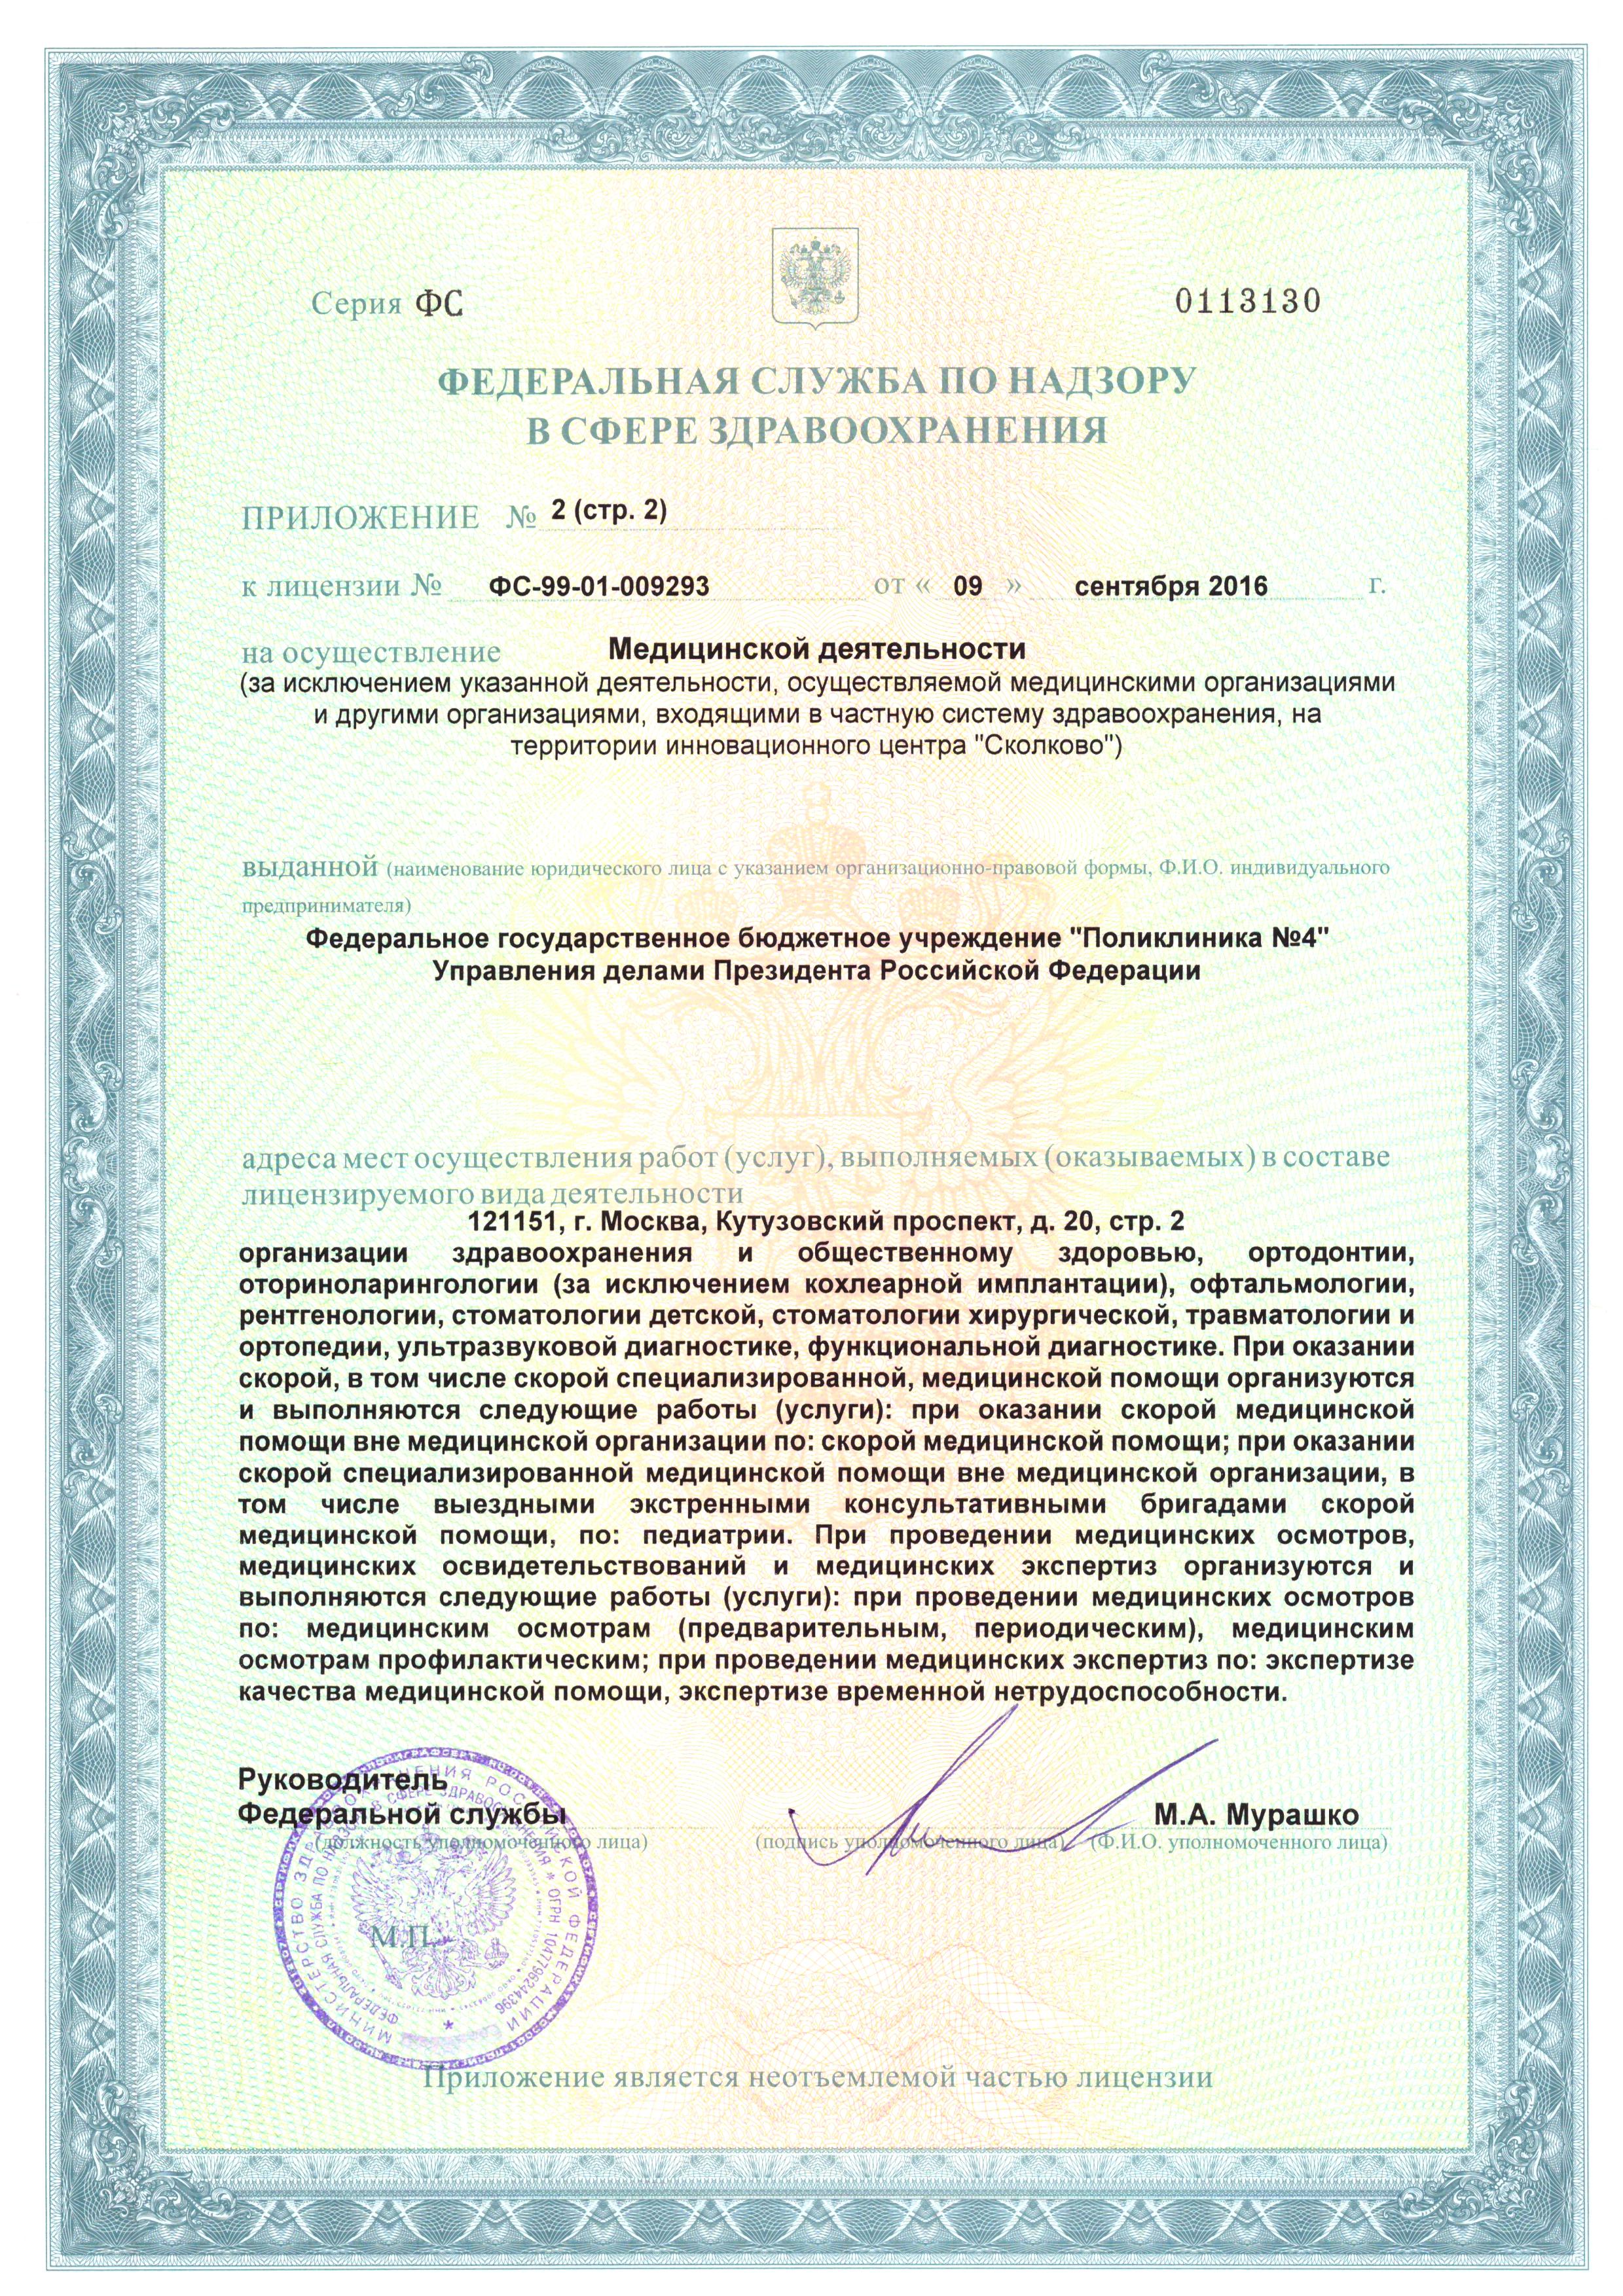 Серия ФС
0113130
ФЕДЕРАЛЬНАЯ СЛУЖБА ПО НАДЗОРУ
В СФЕРЕ ЗДРАВООХРАНЕНИЯ
ПРИЛОЖЕНИЕ № 2 (стр. 2)
к лицензии № ФС-99-01-009293 от « 09 » сентября 2016 г.
на осуществление Медицинской деятельности
(за исключением указанной деятельности, осуществляемой медицинскими организациями
и другими организациями, входящими в частную систему здравоохранения, на
территории инновационного центра "Сколково")
выданной (наименование юридического лица с указанием организационно-правовой формы, Ф.И.О. индивидуального
предпринимателя)
Федеральное государственное бюджетное учреждение "Поликлиника №4"
Управления делами Президента Российской Федерации
адреса мест осуществления работ (услуг), выполняемых (оказываемых) в составе
лицензируемого вида деятельности
121151, г. Москва, Кутузовский проспект, д. 20, стр. 2
организации здравоохранения и общественному здоровью, ортодонтии,
оториноларингологии (за исключением кохлеарной имплантации), офтальмологии,
рентгенологии, стоматологии детской, стоматологии хирургической, травматологии и
ортопедии, ультразвуковой диагностике, функциональной диагностике. При оказании
скорой, в том числе скорой специализированной, медицинской помощи организуются
и выполняются следующие работы (услуги): при оказании скорой медицинской
помощи вне медицинской организации по: скорой медицинской помощи; при оказании
скорой специализированной медицинской помощи вне медицинской организации, в
том числе выездными экстренными консультативными бригадами скорой
медицинской помощи, по: педиатрии. При проведении медицинских осмотров,
медицинских освидетельствований и медицинских экспертиз организуются и
выполняются следующие работы (услуги): при проведении медицинских осмотров
по: медицинским осмотрам (предварительным, периодическим), медицинским
осмотрам профилактическим; при проведении медицинских экспертиз по: экспертизе
качества медицинской помощи, экспертизе временной нетрудоспособности.
Руководитель
Федеральной службы
М.А. Мурашко
(должность уполномоченного лица)
(подпись уполномоченного лица)
(Ф.И.О. уполномоченного лица)
МИНИСТЕРСТВО ЗДРАВООХРАНЕНИЯ РОССИЙСКОЙ ФЕДЕРАЦИИ
ФЕДЕРАЛЬНАЯ СЛУЖБА ПО НАДЗОРУ В СФЕРЕ ЗДРАВООХРАНЕНИЯ * ОГРН 1047796244396
М.П.
Приложение является неотъемлемой частью лицензии